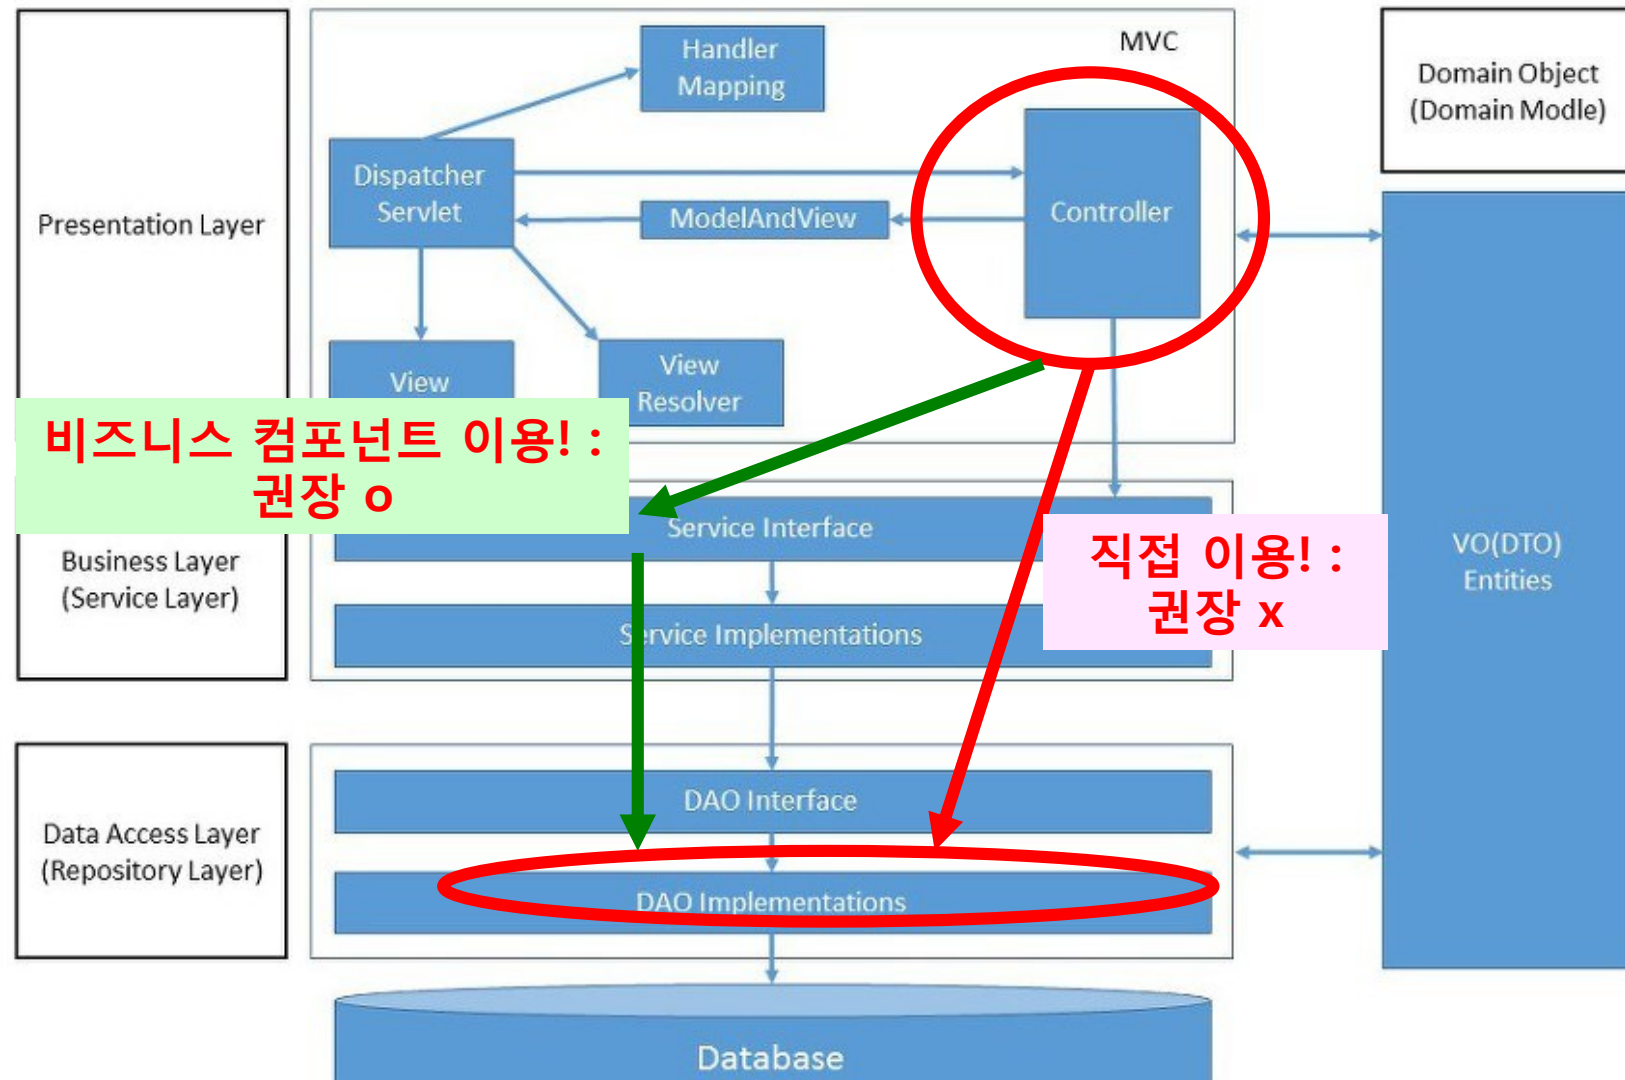 Handler
Mapping
MVC
Domain Object
(Domain Modle)
Dispatcher
Servlet
Presentation Layer
ModelAndView
Controller
View
View
Resolver
비즈니스 컴포넌트 이용! :
권장 o
Service Interface
직접 이용! :
권장 x
Business Layer
(Service Layer)
VO(DTO)
Entities
Service Implementations
DAO Interface
Data Access Layer
(Repository Layer)
DAO Implementations
Database